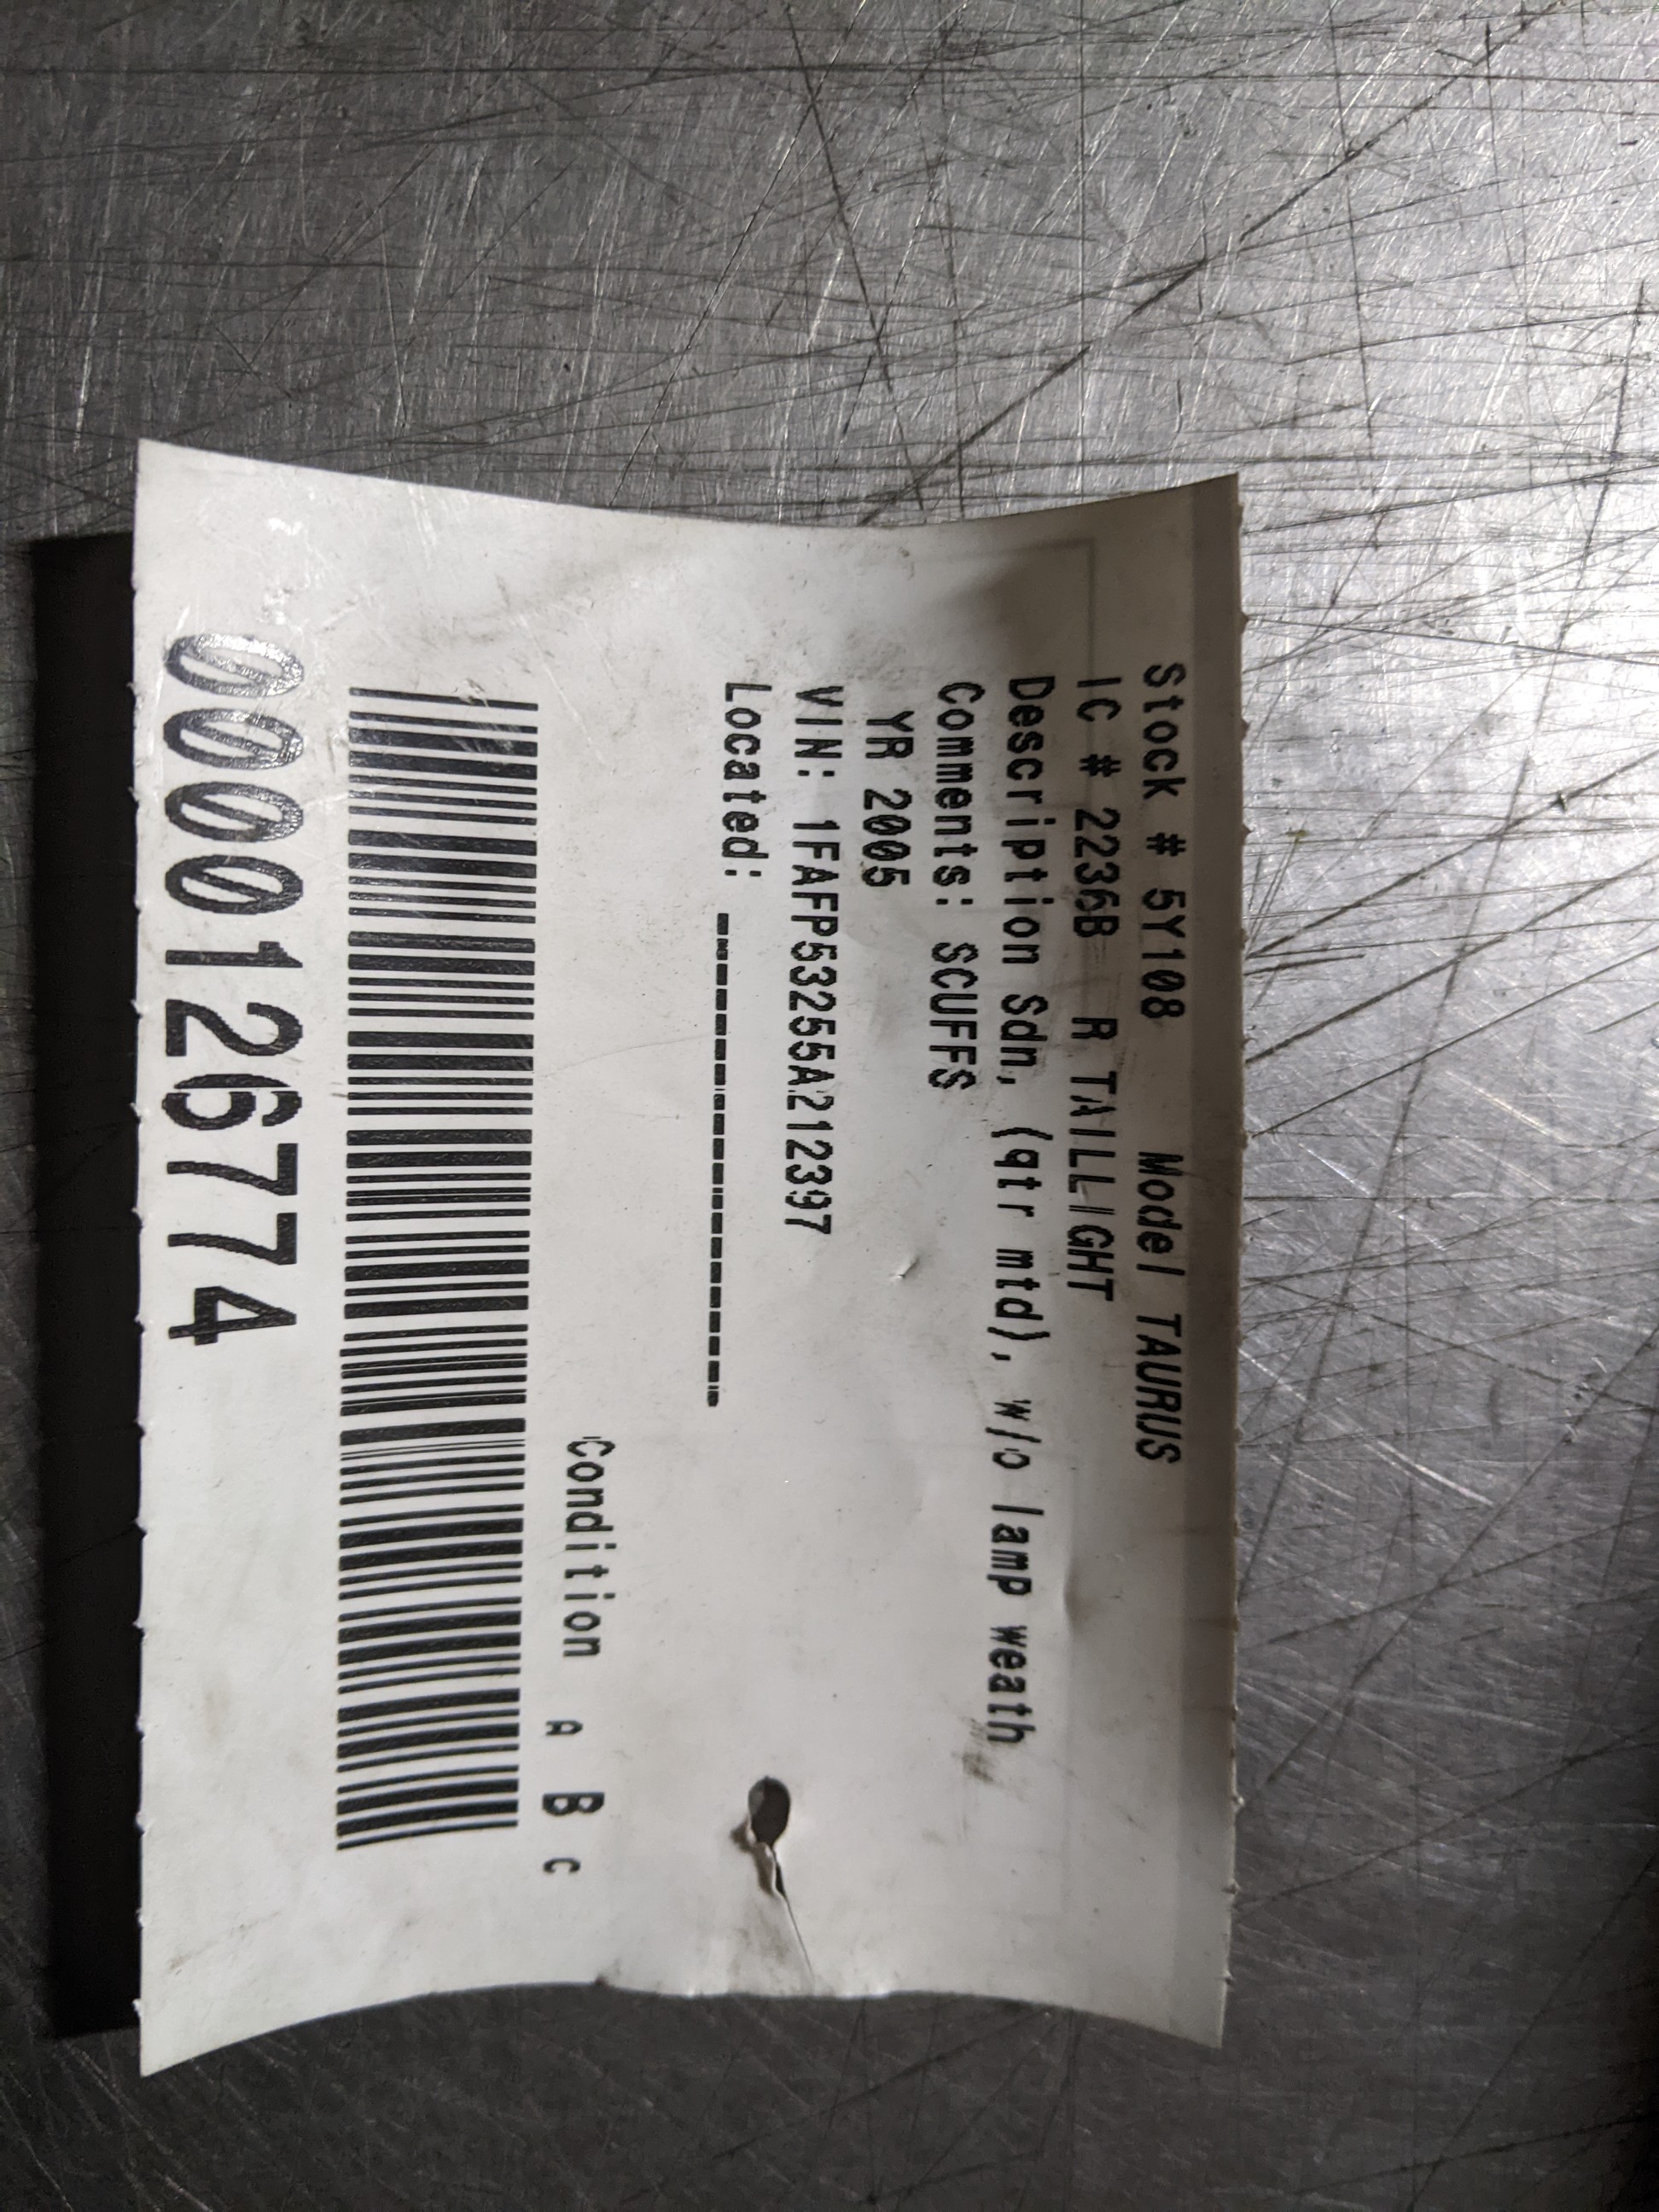 Stock # 5Y108 Model TAURUS
IC # 2236B R TAILLIGHT
Description Sdn, (qtr mtd), w/o lamp weath
Comments: SCUFFS
YR 2005
VIN: 1FAFP53255A212397
Located: ____________________
Condition A B C
000126774